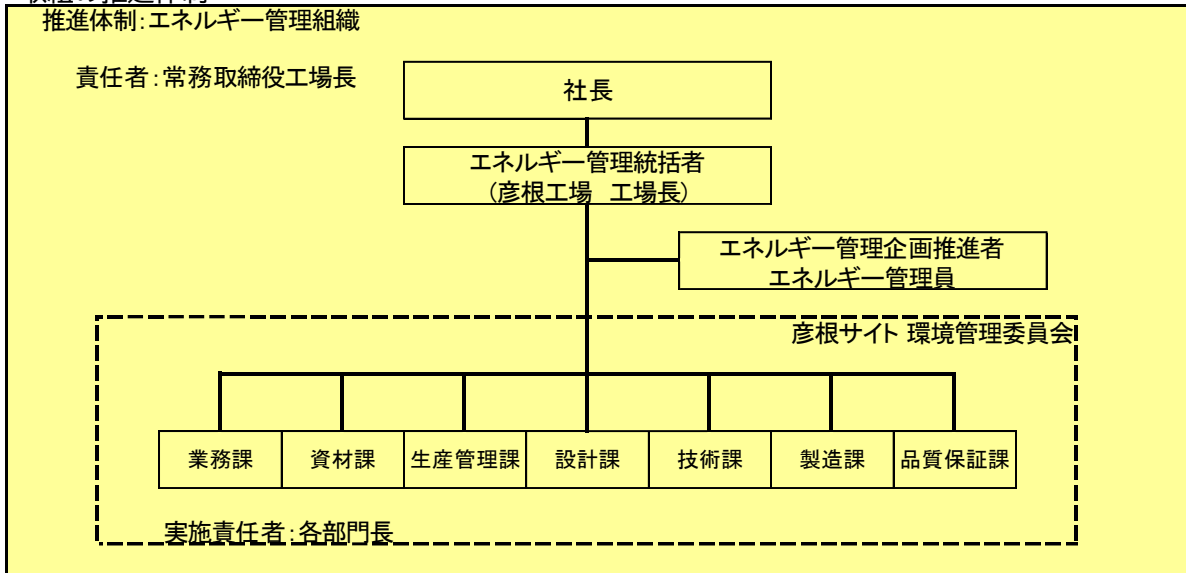 推進体制：エネルギー管理組織
責任者：常務取締役工場長
社長
エネルギー管理統括者
(彦根工場　工場長)
エネルギー管理企画推進者
エネルギー管理員
彦根サイト 環境管理委員会
業務課
資材課
生産管理課
設計課
技術課
製造課
品質保証課
実施責任者：各部門長